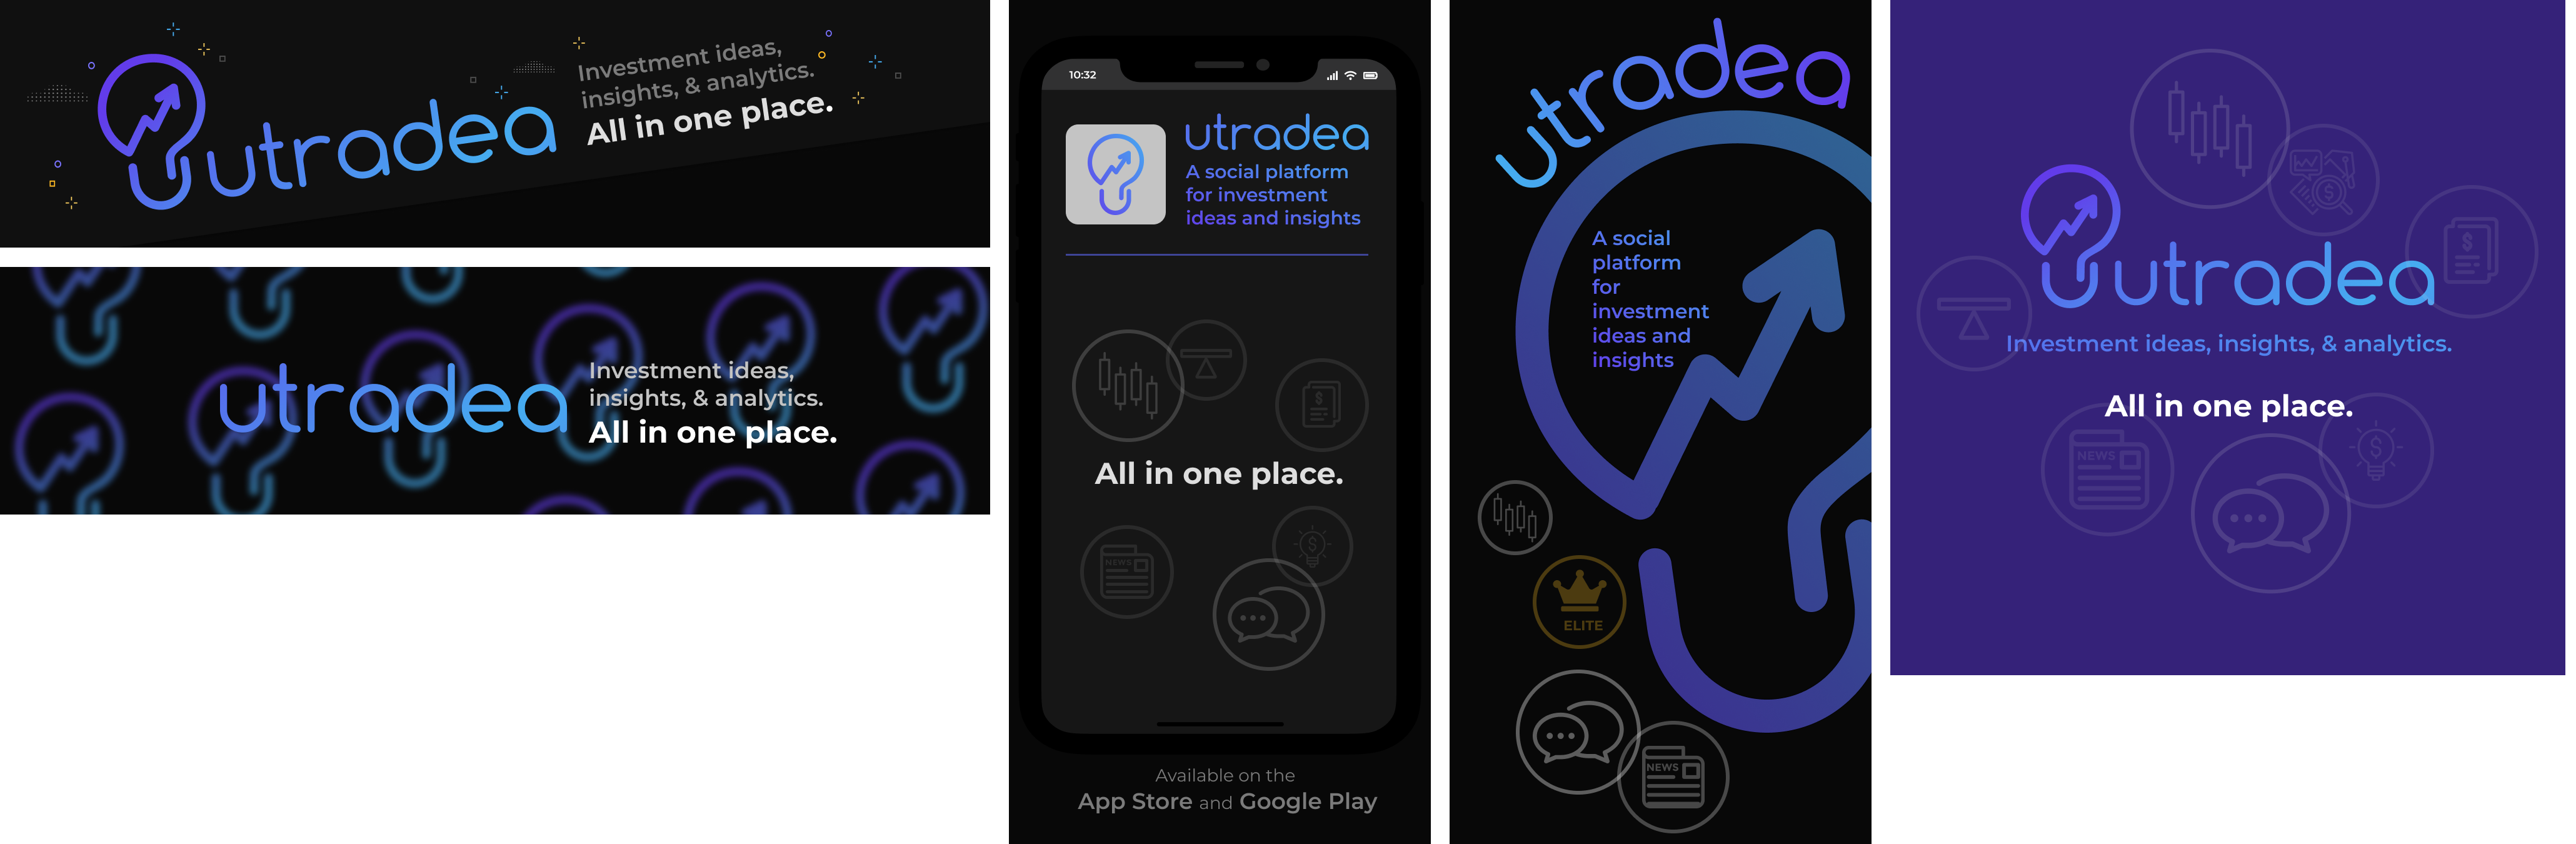 utradea
Investment ideas,
insights, & analytics.
All in one place.
utradea
Investment ideas,
insights, & analytics.
All in one place.
10:32
utradea
A social platform
for investment
ideas and insights
All in one place.
NEWS
Available on the
App Store and Google Play
utradea
A social
platform
for
investment
ideas and
insights
ELITE
NEWS
utradea
Investment ideas, insights, & analytics.
All in one place.
NEWS